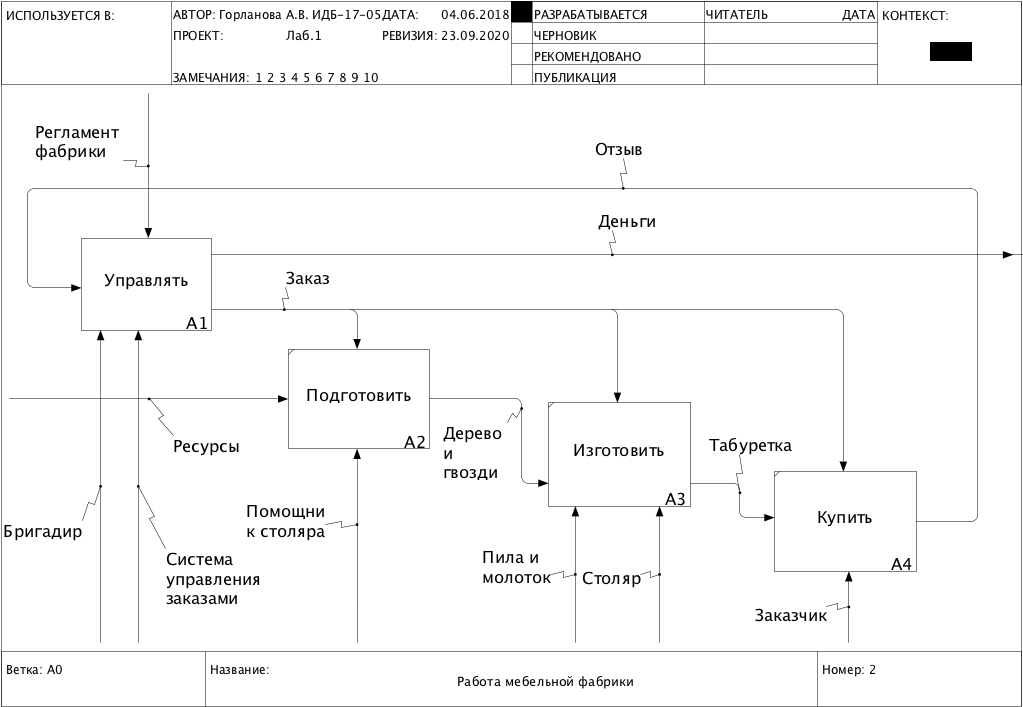 ИСПОЛЬЗУЕТСЯ В:
АВТОР: Горланова А.В. ИДБ-17-05
ДАТА: 04.06.2018
РАЗРАБАТЫВАЕТСЯ
ЧИТАТЕЛЬ
ДАТА
КОНТЕКСТ:
ПРОЕКТ: Лаб.1
РЕВИЗИЯ: 23.09.2020
ЧЕРНОВИК
РЕКОМЕНДОВАНО
ЗАМЕЧАНИЯ: 1 2 3 4 5 6 7 8 9 10
ПУБЛИКАЦИЯ
Регламент
фабрики
Отзыв
Деньги
Управлять
A1
Заказ
Подготовить
A2
Ресурсы
Дерево
и
гвозди
Изготовить
A3
Табуретка
Купить
A4
Бригадир
Система
управления
заказами
Помощни
к столяра
Пила и
молоток
Столяр
Заказчик
Ветка: A0
Название:
Работа мебельной фабрики
Номер: 2